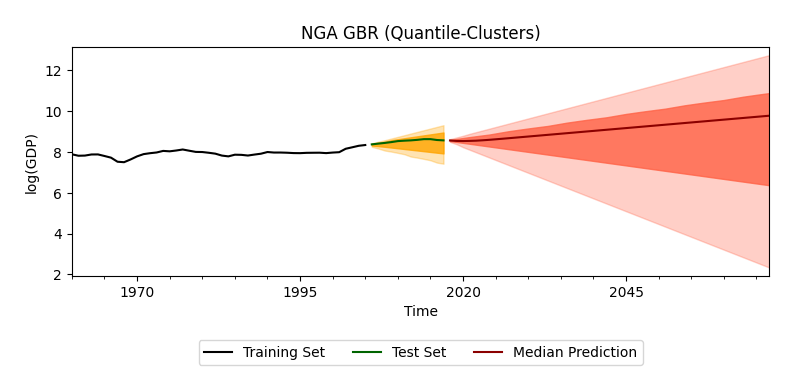 NGA GBR (Quantile-Clusters)
12
10
8
6
4
2
log(GDP)
1970 1995 2020 2045
Time
Training Set Test Set Median Prediction